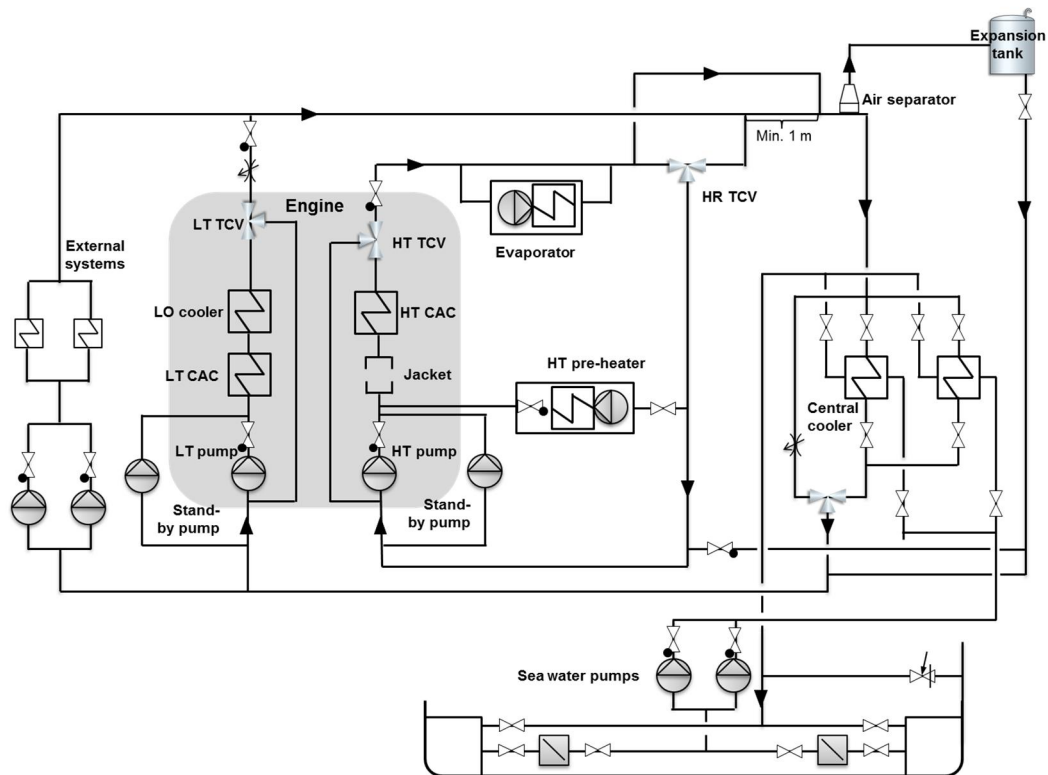 Expansion
tank
Air separator
Min. 1 m
HR TCV
Engine
LT TCV
HT TCV
Evaporator
External
systems
LO cooler
HT CAC
LT CAC
Jacket
HT pre-heater
Central
cooler
LT pump
HT pump
Stand-
by pump
Stand-
by pump
Sea water pumps